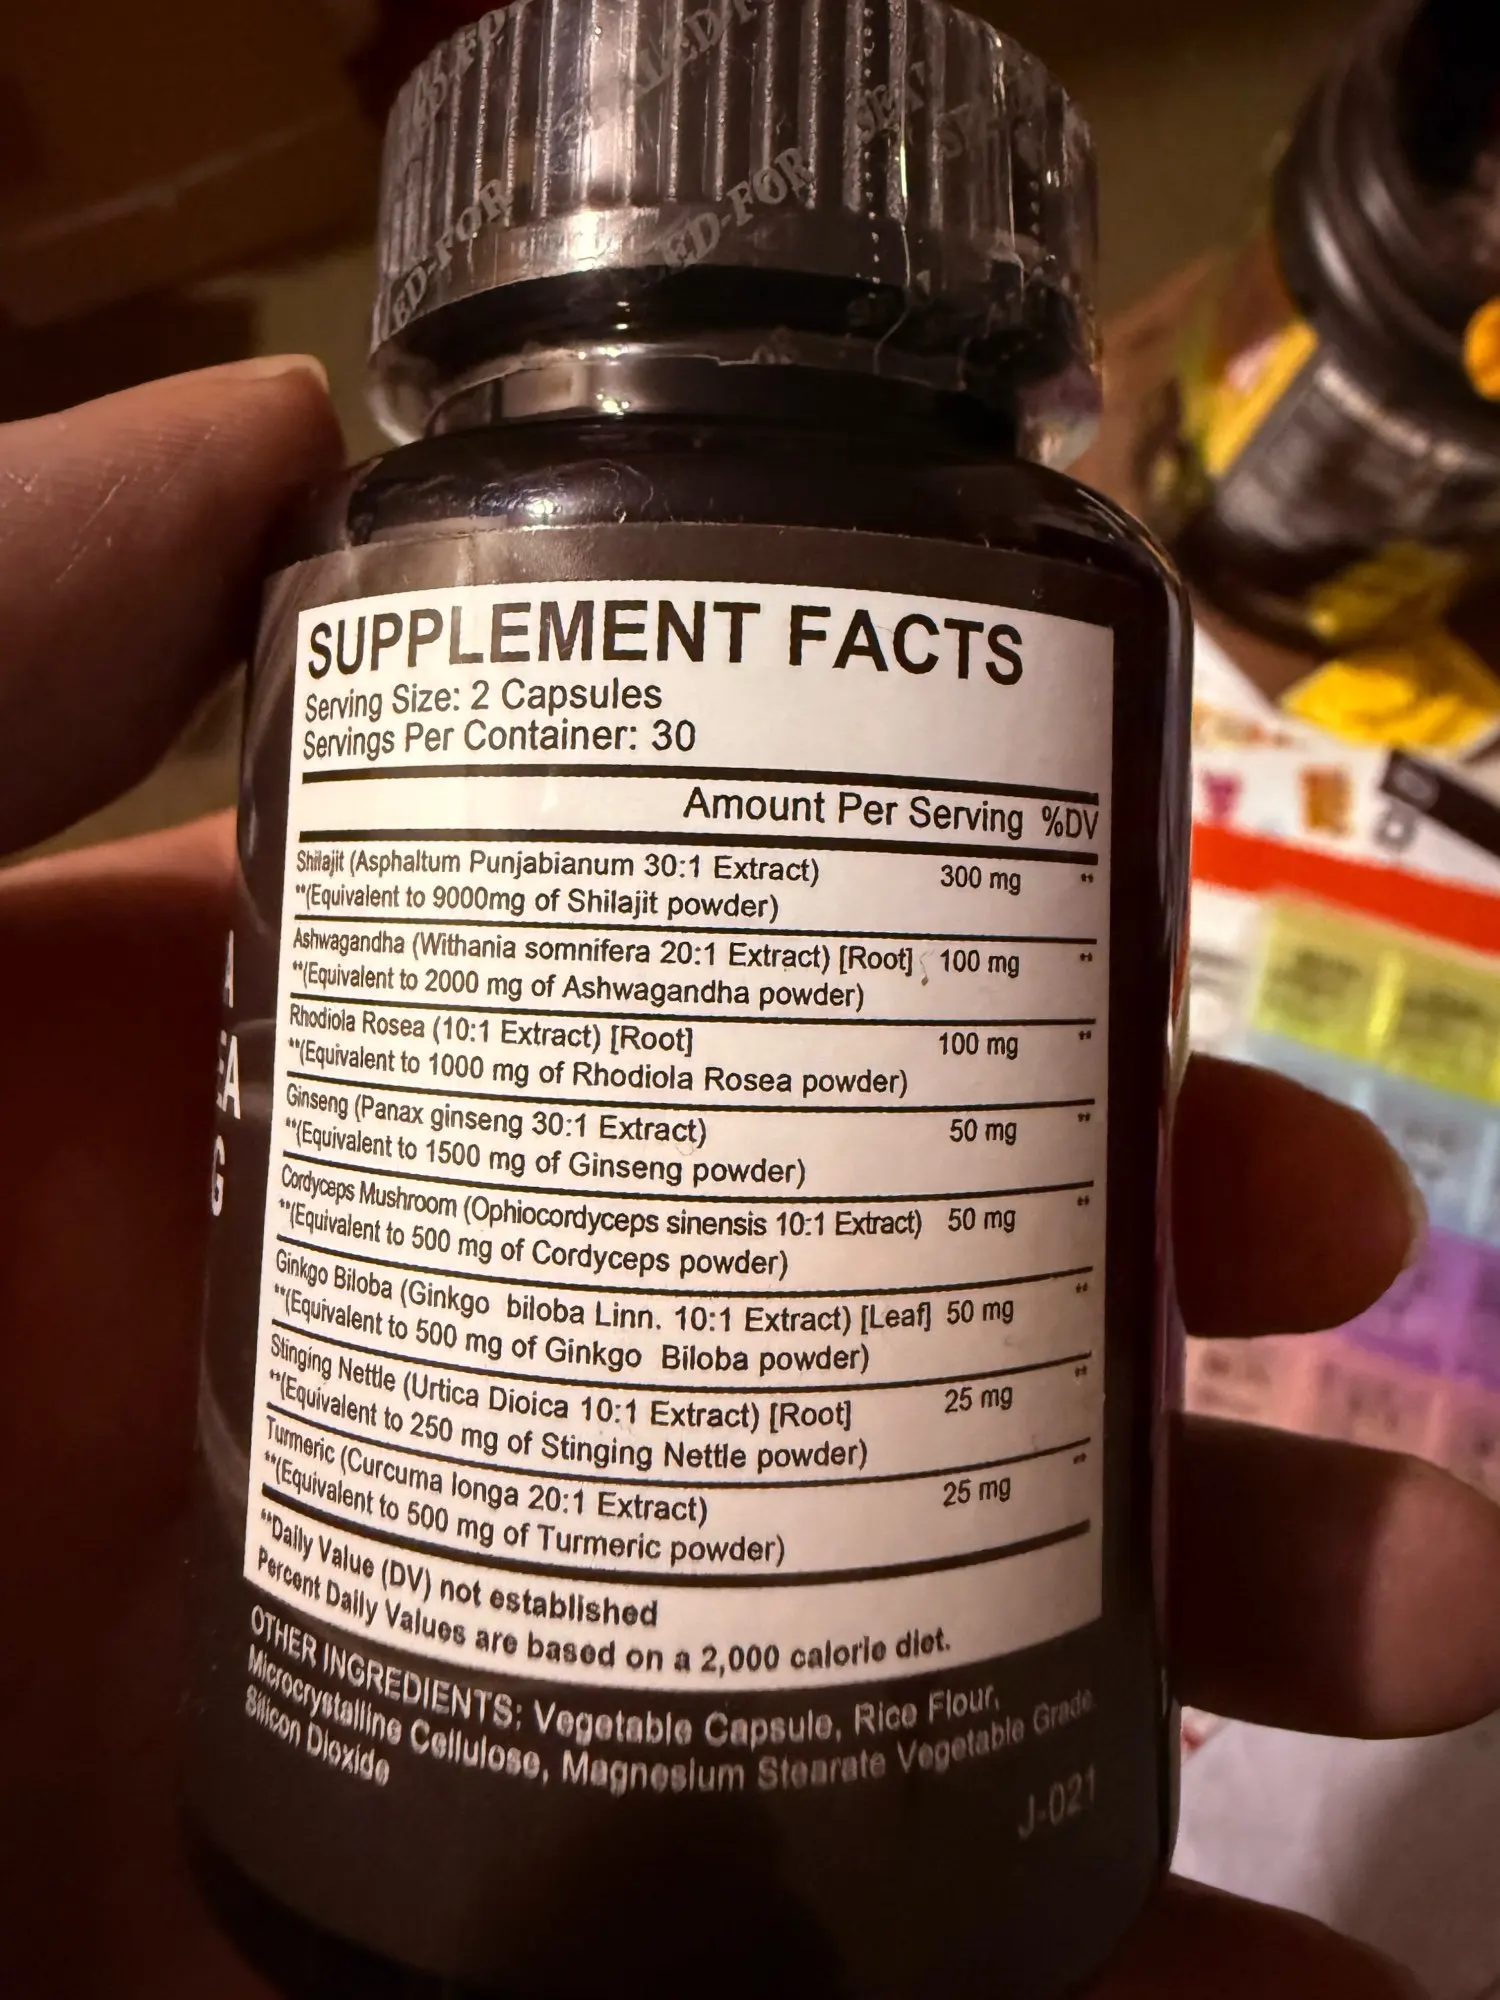 ED-FOR
ED-FOR
SUPPLEMENT FACTS
Serving Size: 2 Capsules
Servings Per Container: 30
Amount Per Serving %DV
Shilajit (Asphaltum Punjabianum 30:1 Extract) 300 mg **
**(Equivalent to 9000mg of Shilajit powder)
Ashwagandha (Withania somnifera 20:1 Extract) [Root] 100 mg **
**(Equivalent to 2000 mg of Ashwagandha powder)
Rhodiola Rosea (10:1 Extract) [Root] 100 mg **
**(Equivalent to 1000 mg of Rhodiola Rosea powder)
Ginseng (Panax ginseng 30:1 Extract) 50 mg **
**(Equivalent to 1500 mg of Ginseng powder)
Cordyceps Mushroom (Ophiocordyceps sinensis 10:1 Extract) 50 mg **
**(Equivalent to 500 mg of Cordyceps powder)
Ginkgo Biloba (Ginkgo biloba Linn. 10:1 Extract) [Leaf] 50 mg **
**(Equivalent to 500 mg of Ginkgo Biloba powder)
Stinging Nettle (Urtica Dioica 10:1 Extract) [Root] 25 mg **
**(Equivalent to 250 mg of Stinging Nettle powder)
Turmeric (Curcuma longa 20:1 Extract) 25 mg **
**(Equivalent to 500 mg of Turmeric powder)
**Daily Value (DV) not established
Percent Daily Values are based on a 2,000 calorie diet.
OTHER INGREDIENTS: Vegetable Capsule, Rice Flour,
Microcrystalline Cellulose, Magnesium Stearate Vegetable Grade,
Silicon Dioxide
J-021